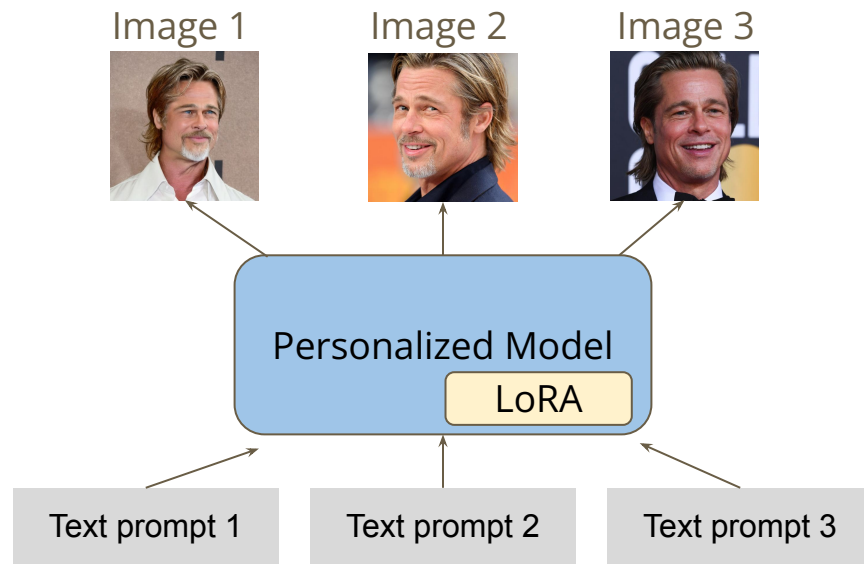 Image 1
Image 2
Image 3
Personalized Model
LoRA
Text prompt 1
Text prompt 2
Text prompt 3